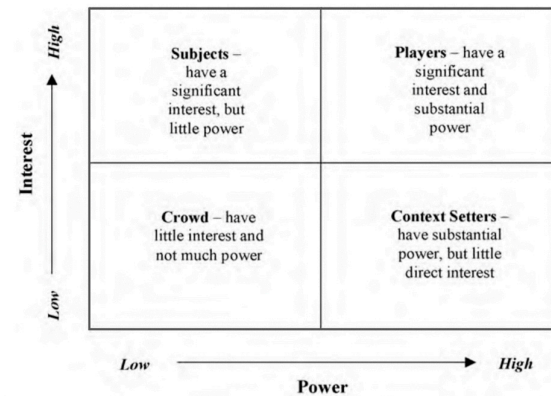 High
Interest
Low
Subjects –
have a
significant
interest, but
little power
Players – have a
significant
interest and
substantial
power
Crowd – have
little interest and
not much power
Context Setters –
have substantial
power, but little
direct interest
Low
High
Power